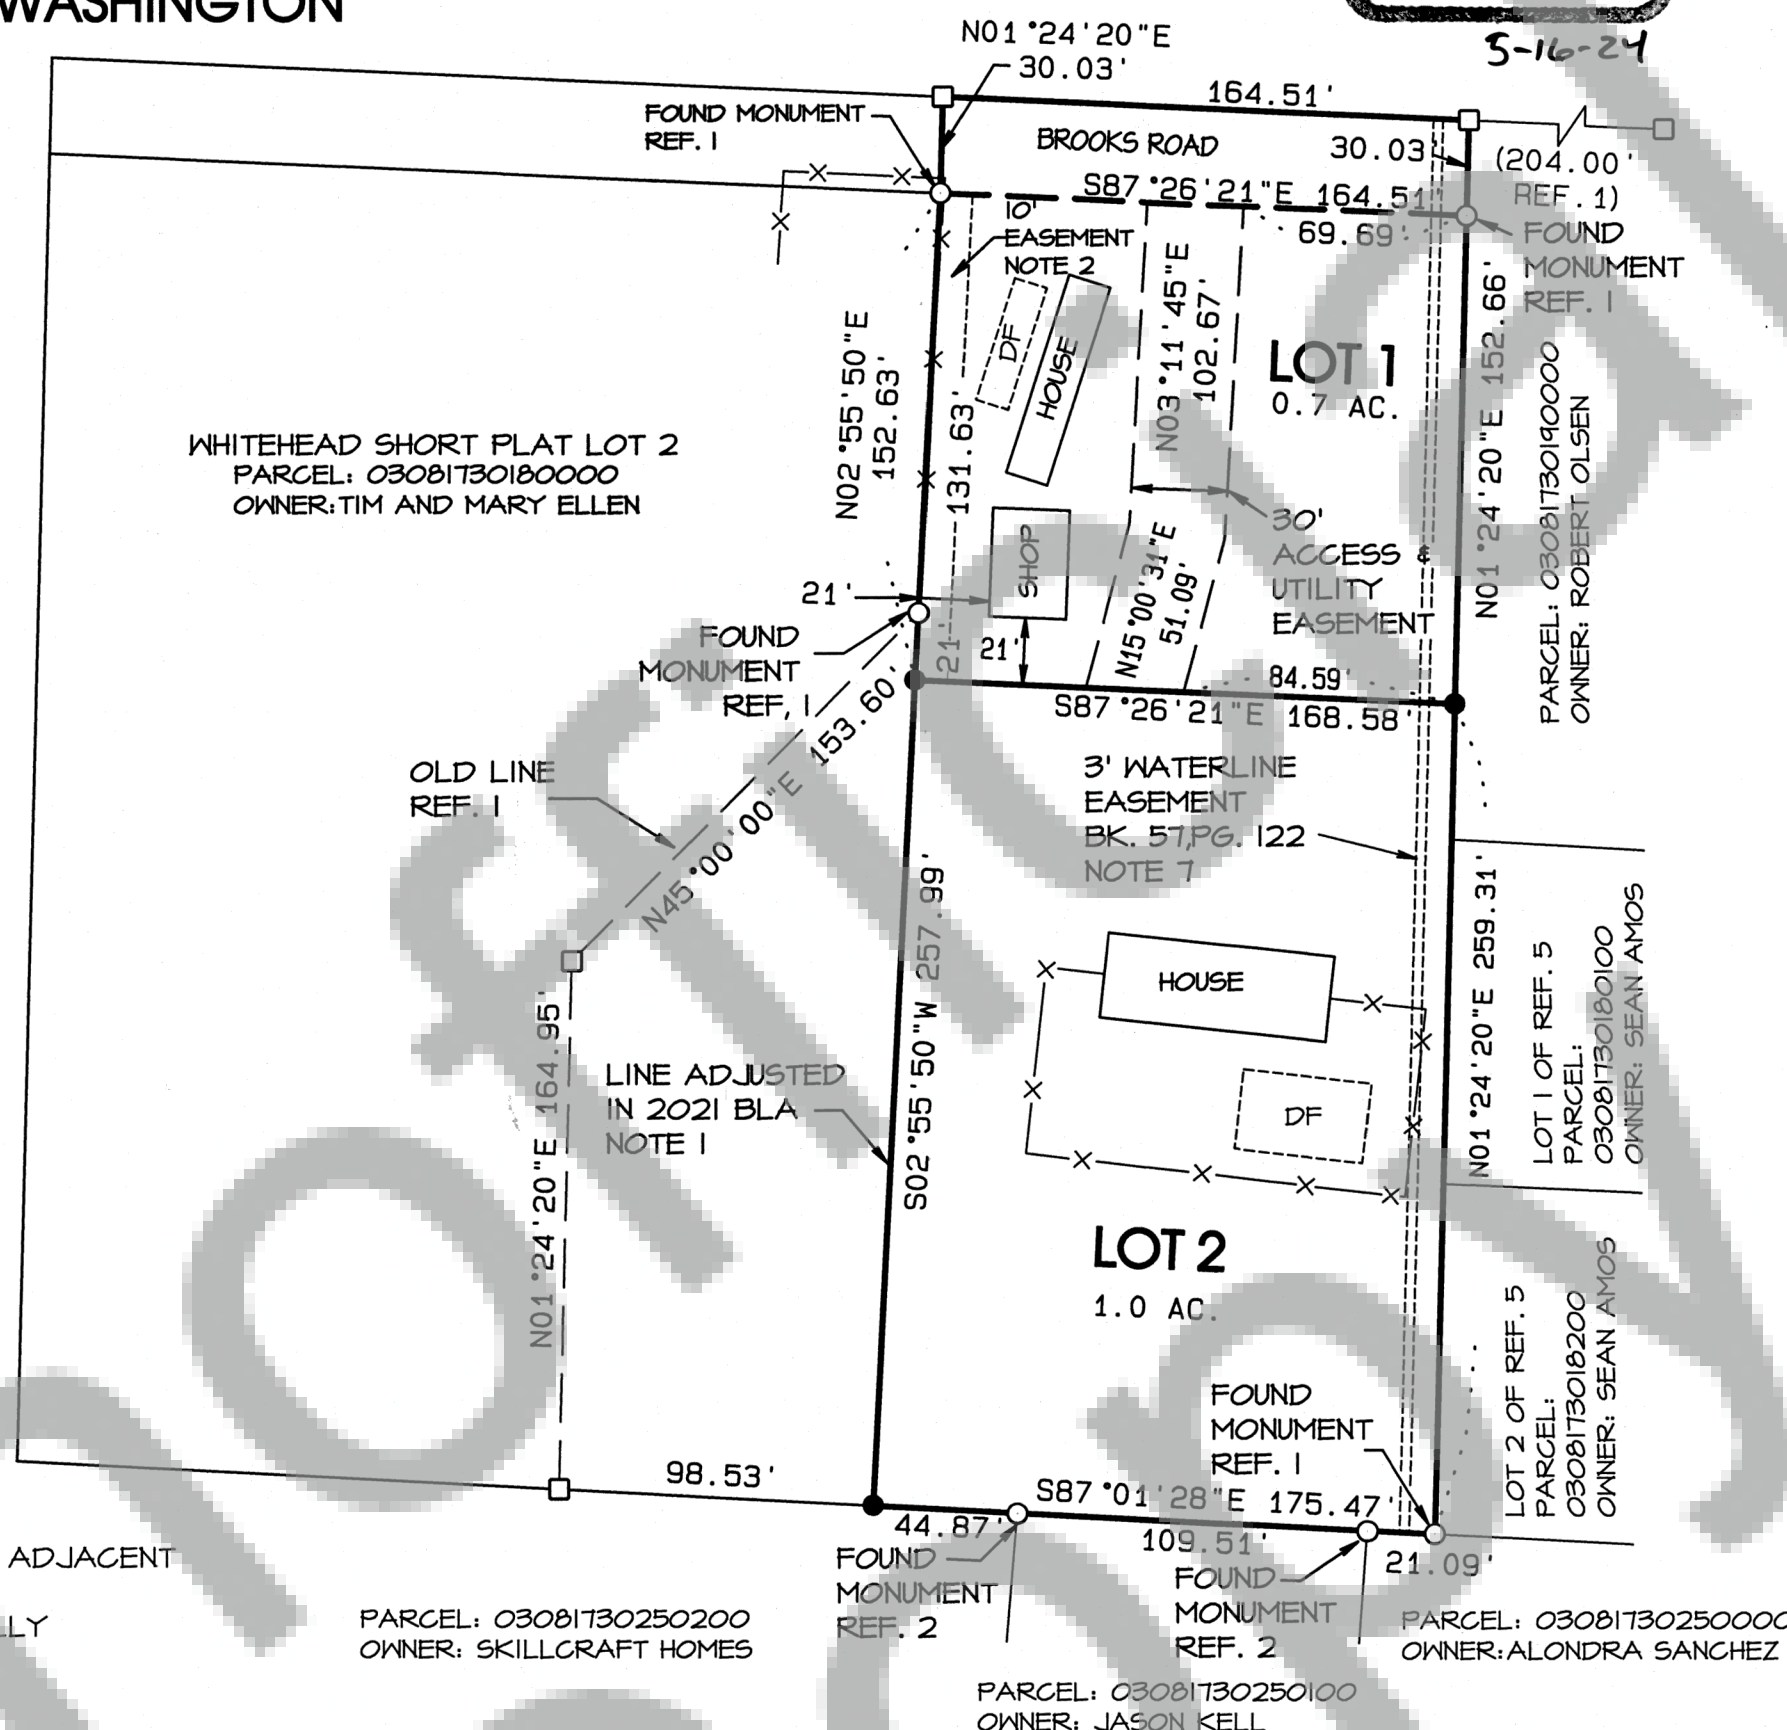 WASHINGTON
5-16-24
N01°24'20"E
30.03'
164.51'
FOUND MONUMENT
REF. 1
BROOKS ROAD
30.03
(204.00'
REF. 1)
S87°26'21"E 164.51'
69.69'
FOUND
MONUMENT
REF. 1
10'
EASEMENT
NOTE 2
DF
HOUSE
N03°11'45"E
102.67'
LOT 1
0.7 AC.
N02°55'50"E
152.63'
131.63'
N01°24'20"E 152.66'
PARCEL: 03081730190000
OWNER: ROBERT OLSEN
WHITEHEAD SHORT PLAT LOT 2
PARCEL: 03081730180000
OWNER:TIM AND MARY ELLEN
SHOP
N15°00'31"E
51.09'
30'
ACCESS &
UTILITY
EASEMENT
21'
21'
21'
FOUND
MONUMENT
REF, 1
84.59'
S87°26'21"E 168.58'
N45°00'00"E 153.60'
OLD LINE
REF. 1
3' WATERLINE
EASEMENT
BK. 57,PG. 122
NOTE 7
S02°55'50"W 257.99'
N01°24'20"E 259.31'
HOUSE
DF
LOT 1 OF REF. 5
PARCEL:
03081730180100
OWNER: SEAN AMOS
N01°24'20"E 164.95'
LINE ADJUSTED
IN 2021 BLA
NOTE 1
LOT 2
1.0 AC.
LOT 2 OF REF. 5
PARCEL:
0308173018200
OWNER: SEAN AMOS
FOUND
MONUMENT
REF. 1
98.53'
S87°01'28"E 175.47'
44.87'
109.51'
21.09'
FOUND
MONUMENT
REF. 2
FOUND
MONUMENT
REF. 2
ADJACENT
LLY
PARCEL: 03081730250200
OWNER: SKILLCRAFT HOMES
PARCEL: 03081730250000
OWNER:ALONDRA SANCHEZ
PARCEL: 03081730250100
OWNER: JASON KELL